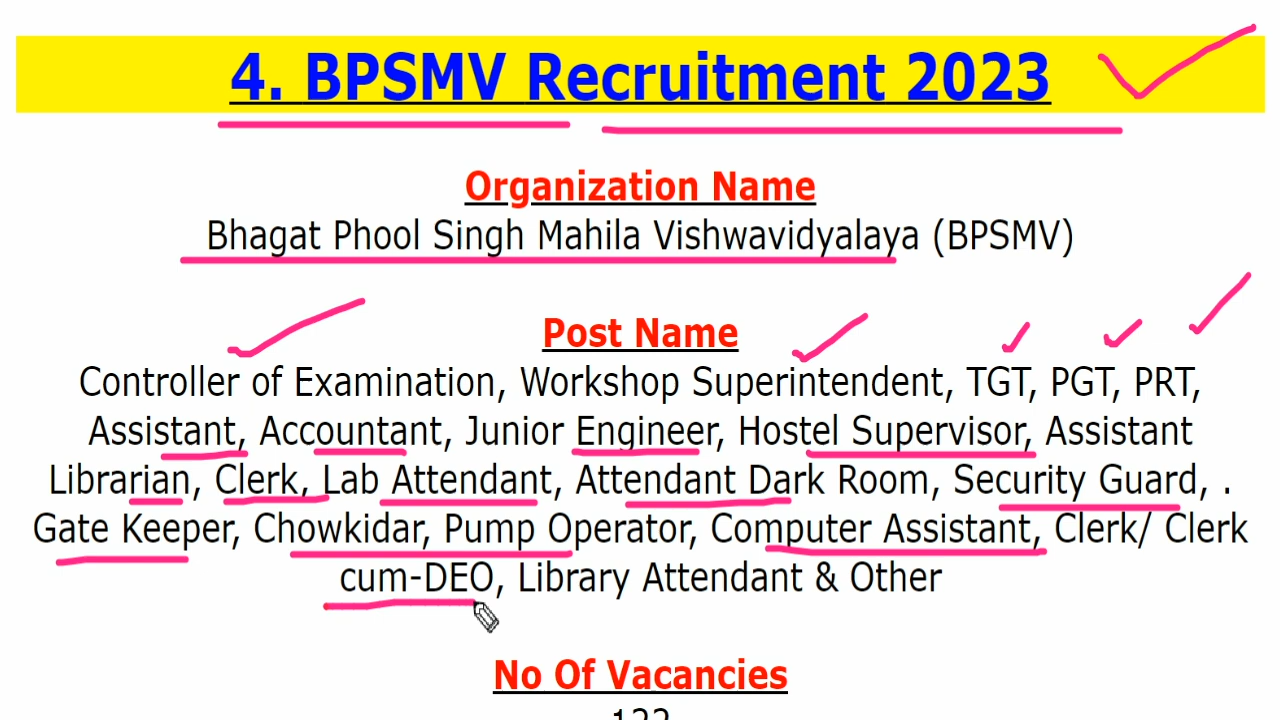 4. BPSMV Recruitment 2023
Organization Name
Bhagat Phool Singh Mahila Vishwavidyalaya (BPSMV)
Post Name
Controller of Examination, Workshop Superintendent, TGT, PGT, PRT,
Assistant, Accountant, Junior Engineer, Hostel Supervisor, Assistant
Librarian, Clerk, Lab Attendant, Attendant Dark Room, Security Guard, .
Gate Keeper, Chowkidar, Pump Operator, Computer Assistant, Clerk/ Clerk
cum-DEO, Library Attendant & Other
No Of Vacancies